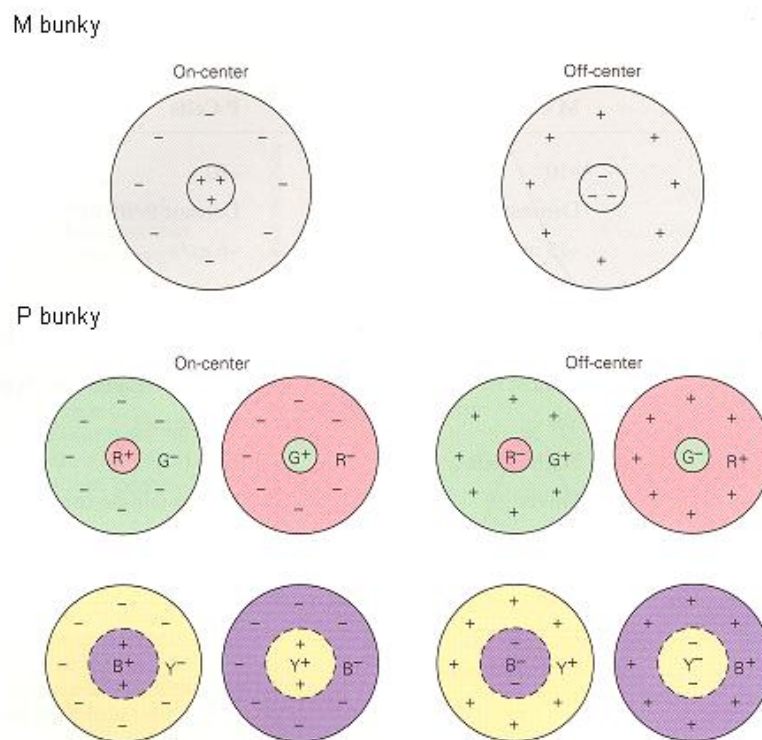 M bunky
On-center Off-center
− − − − − − − − + + + + + + + + + + + − − −
P bunky
On-center Off-center
R⁺ G⁻ G⁺ R⁻ R⁻ G⁺ G⁻ R⁺
B⁺ Y⁻ Y⁺ B⁻ B⁻ Y⁺ Y⁻ B⁺